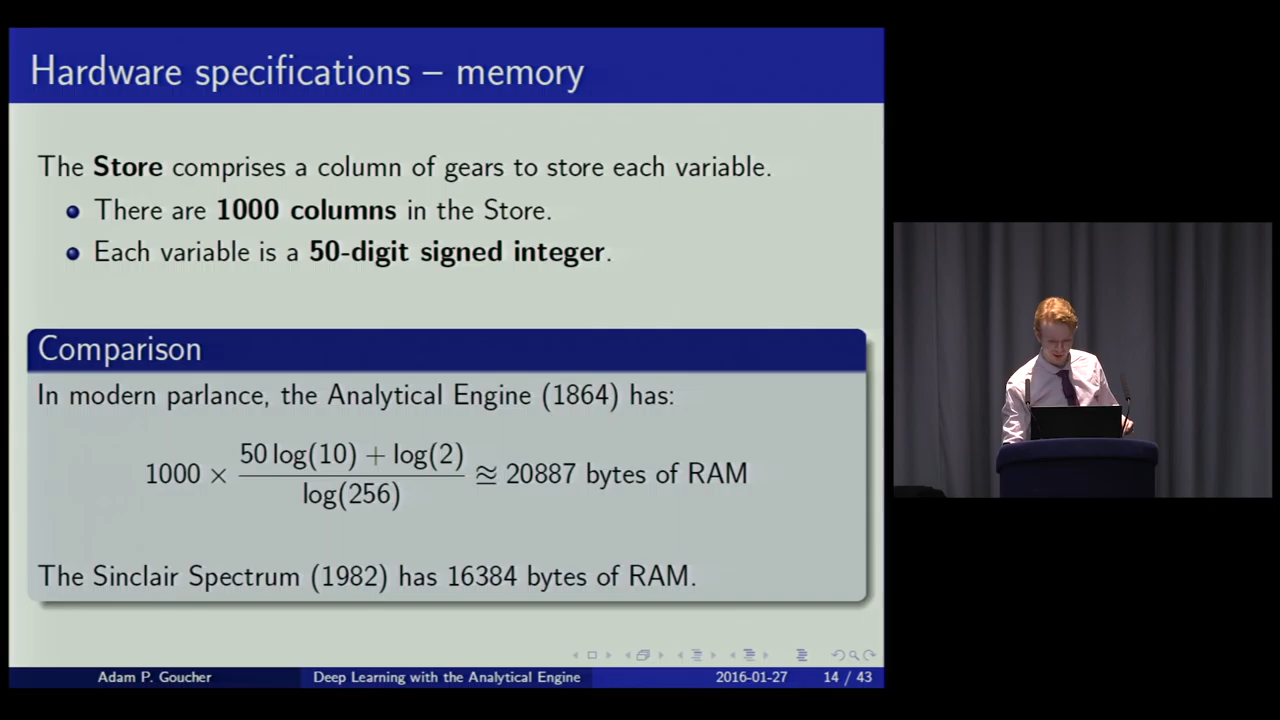 Hardware specifications – memory
The Store comprises a column of gears to store each variable.
There are 1000 columns in the Store.
Each variable is a 50-digit signed integer.
Comparison
In modern parlance, the Analytical Engine (1864) has:
1000 × (50 log(10) + log(2)) / log(256) ≊ 20887 bytes of RAM
The Sinclair Spectrum (1982) has 16384 bytes of RAM.
Adam P. Goucher Deep Learning with the Analytical Engine 2016-01-27 14 / 43